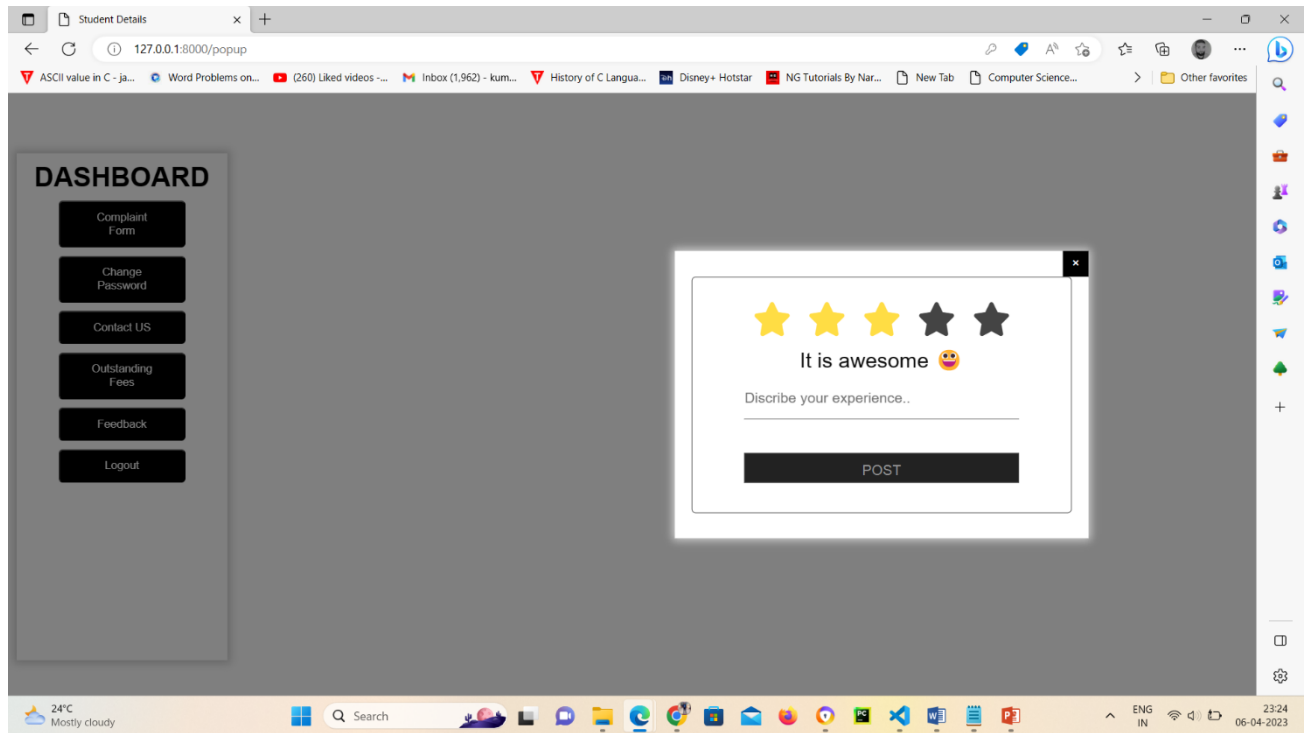 Student Details
127.0.0.1:8000/popup
ASCII value in C - ja... Word Problems on... (260) Liked videos -... Inbox (1,962) - kum... History of C Langua... Disney+ Hotstar NG Tutorials By Nar... New Tab Computer Science... Other favorites
DASHBOARD
Complaint
Form
Change
Password
Contact US
Outstanding
Fees
Feedback
Logout
×
It is awesome 😀
Discribe your experience..
POST
24°C
Mostly cloudy
Search
ENG
IN
23:24
06-04-2023